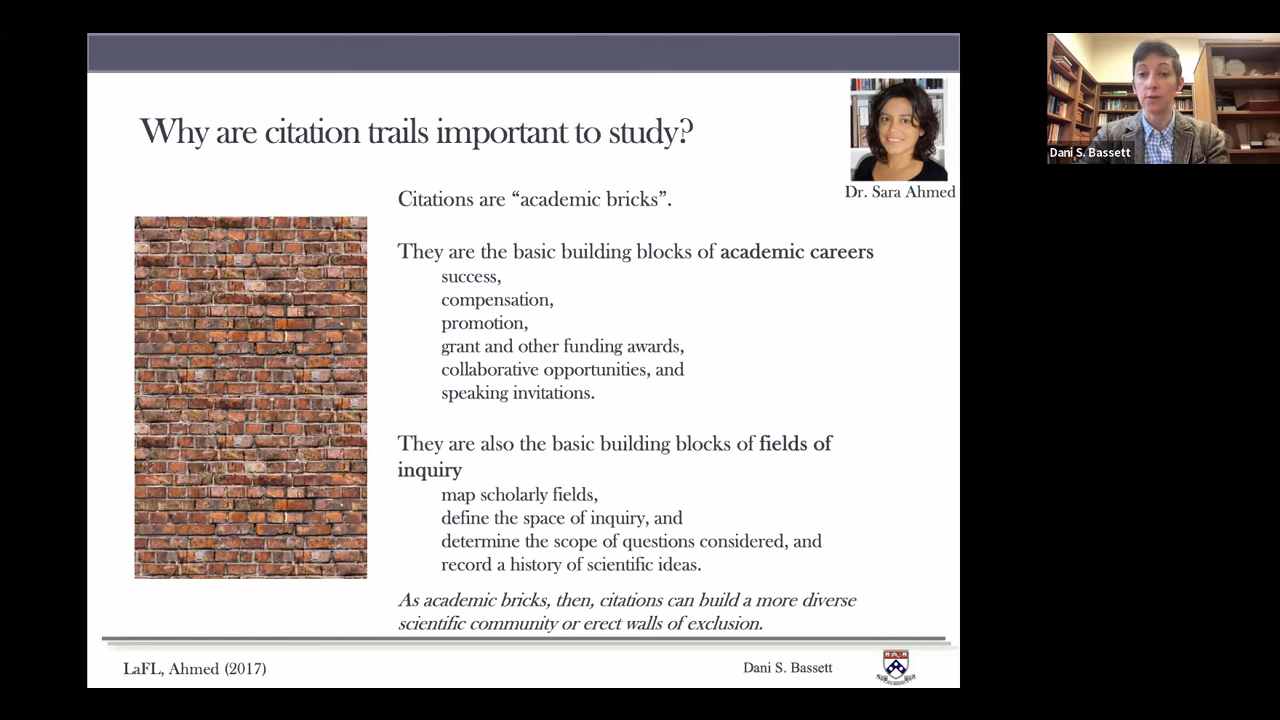 Why are citation trails important to study?
Dr. Sara Ahmed
Citations are “academic bricks”.
They are the basic building blocks of academic careers
success,
compensation,
promotion,
grant and other funding awards,
collaborative opportunities, and
speaking invitations.
They are also the basic building blocks of fields of
inquiry
map scholarly fields,
define the space of inquiry, and
determine the scope of questions considered, and
record a history of scientific ideas.
As academic bricks, then, citations can build a more diverse
scientific community or erect walls of exclusion.
LaFL, Ahmed (2017)
Dani S. Bassett
Dani S. Bassett